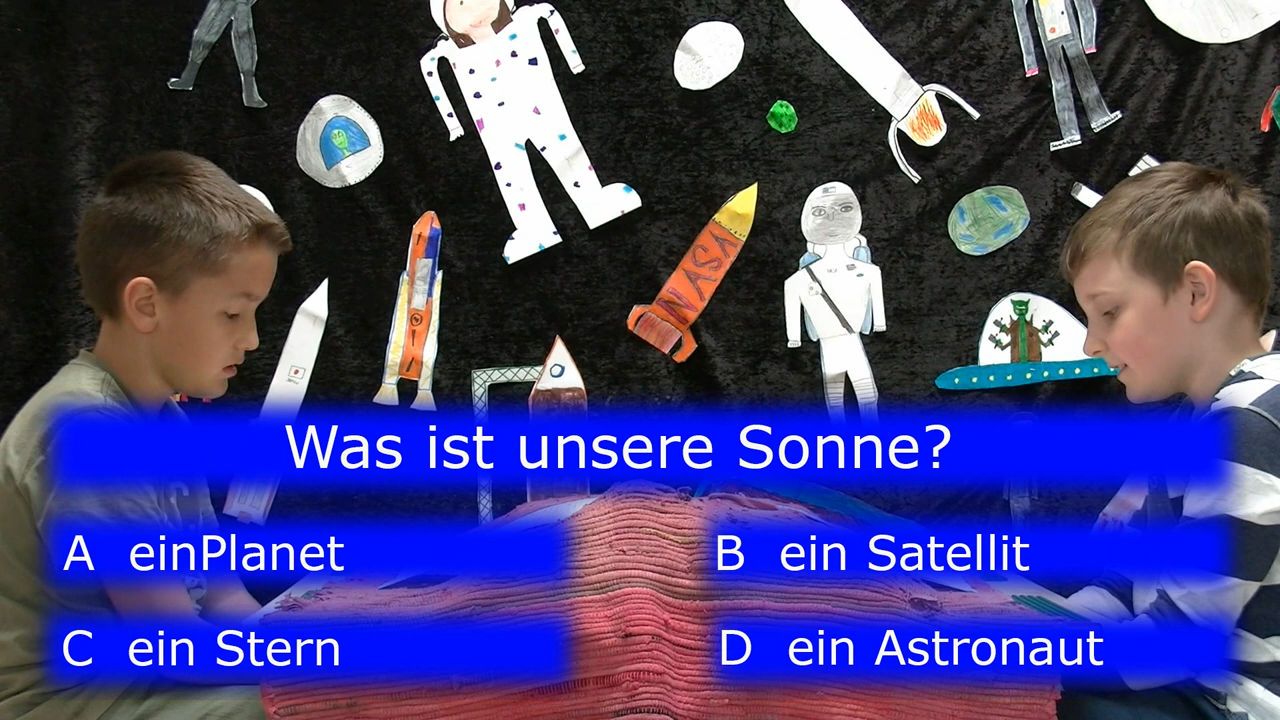 NASA
Was ist unsere Sonne?
A einPlanet
B ein Satellit
C ein Stern
D ein Astronaut